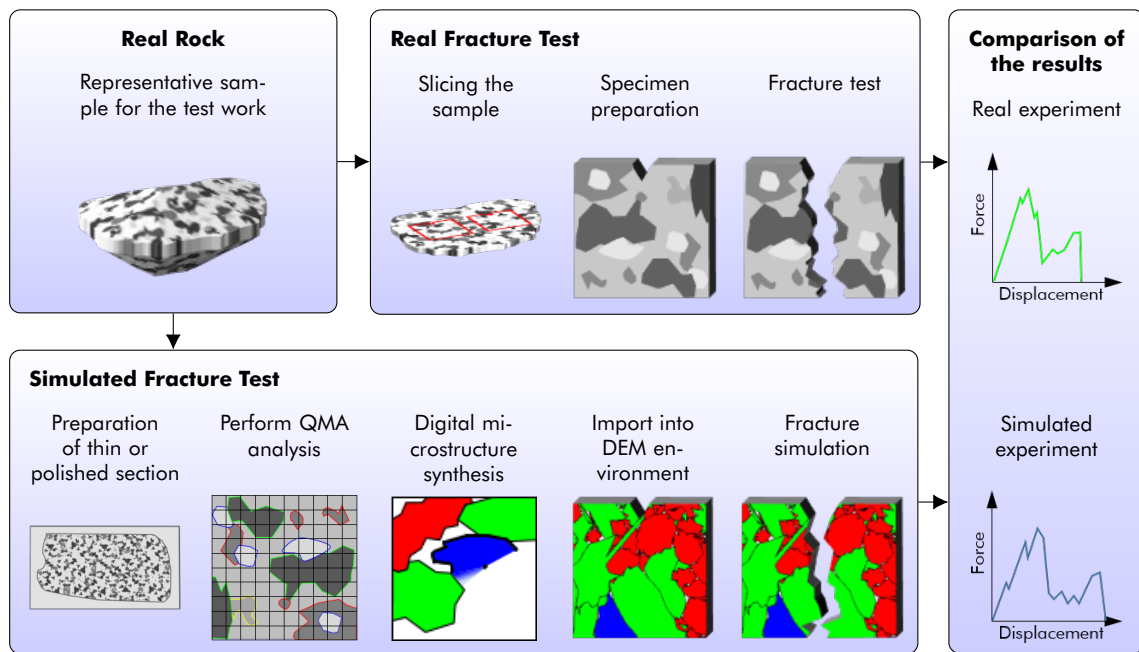 Real Rock
Representative sam-
ple for the test work
Real Fracture Test
Slicing the
sample
Specimen
preparation
Fracture test
Comparison of
the results
Real experiment
Force
Displacement
Simulated Fracture Test
Preparation
of thin or
polished section
Perform QMA
analysis
Digital mi-
crostructure
synthesis
Import into
DEM en-
vironment
Fracture
simulation
Simulated
experiment
Force
Displacement